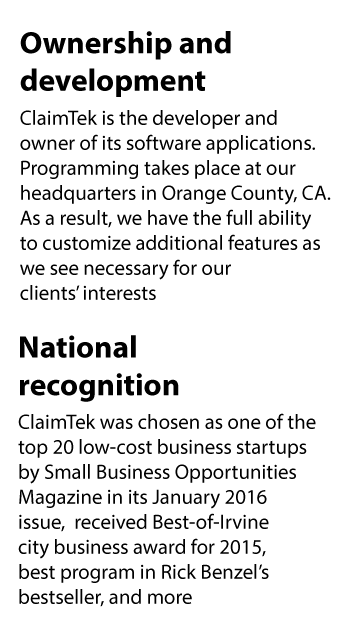 Ownership and
development
ClaimTek is the developer and
owner of its software applications.
Programming takes place at our
headquarters in Orange County, CA.
As a result, we have the full ability
to customize additional features as
we see necessary for our
clients’ interests
National
recognition
ClaimTek was chosen as one of the
top 20 low-cost business startups
by Small Business Opportunities
Magazine in its January 2016
issue,  received Best-of-Irvine
city business award for 2015,
best program in Rick Benzel’s
bestseller, and more